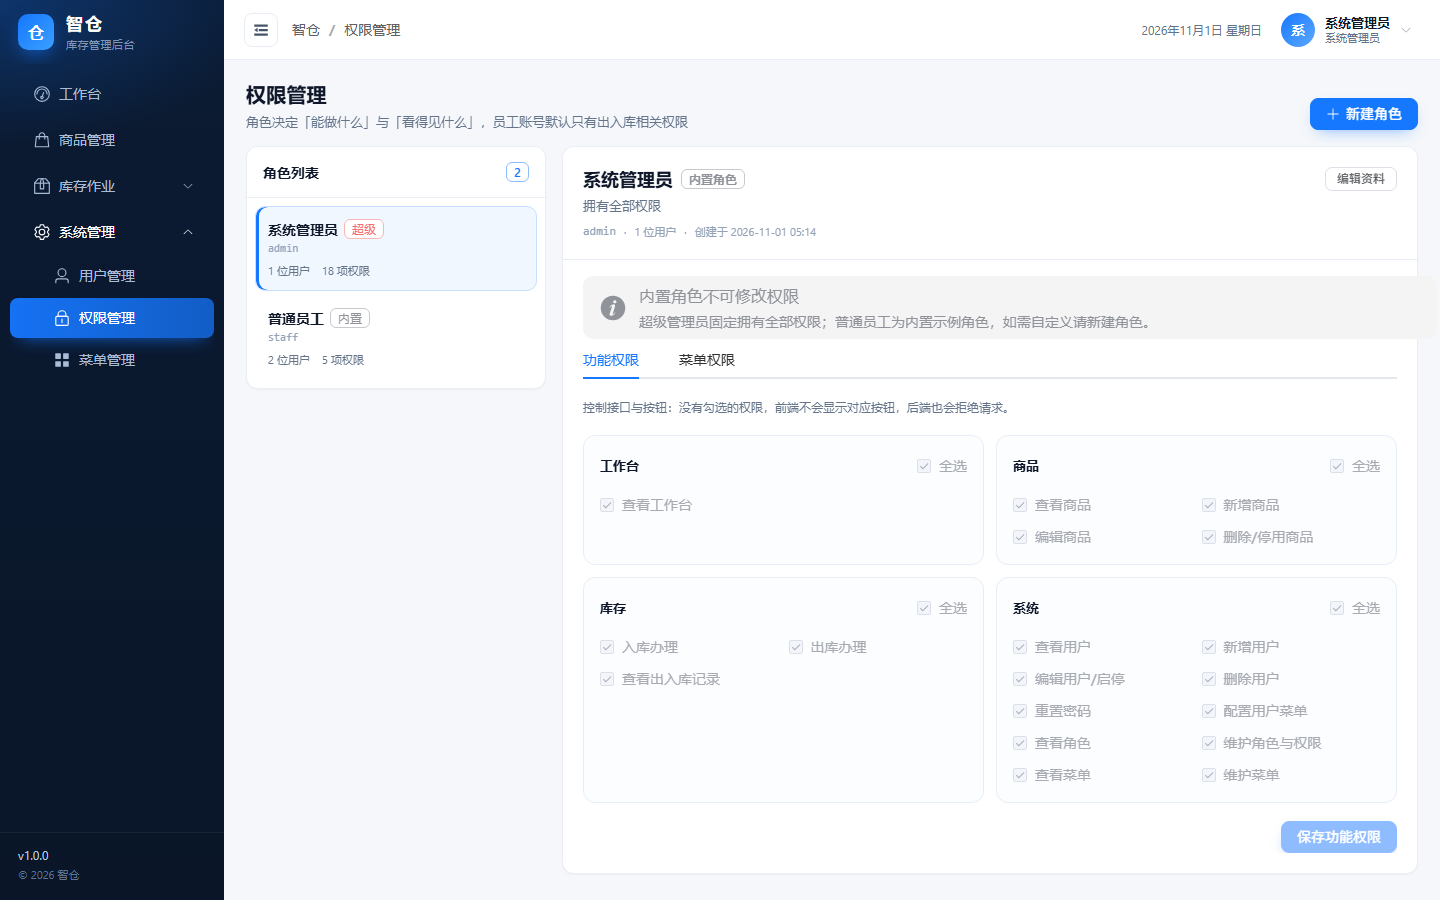 仓
智仓
库存管理后台
工作台
商品管理
库存作业
系统管理
用户管理
权限管理
菜单管理
v1.0.0
© 2026 智仓
智仓 / 权限管理
2026年11月1日 星期日
系
系统管理员
系统管理员
权限管理
角色决定「能做什么」与「看得见什么」，员工账号默认只有出入库相关权限
新建角色
角色列表
2
系统管理员 超级
admin
1 位用户 18 项权限
普通员工 内置
staff
2 位用户 5 项权限
系统管理员 内置角色
编辑资料
拥有全部权限
admin · 1 位用户 · 创建于 2026-11-01 05:14
内置角色不可修改权限
超级管理员固定拥有全部权限；普通员工为内置示例角色，如需自定义请新建角色。
功能权限 菜单权限
控制接口与按钮：没有勾选的权限，前端不会显示对应按钮，后端也会拒绝请求。
工作台 全选
查看工作台
商品 全选
查看商品 新增商品
编辑商品 删除/停用商品
库存 全选
入库办理 出库办理
查看出入库记录
系统 全选
查看用户 新增用户
编辑用户/启停 删除用户
重置密码 配置用户菜单
查看角色 维护角色与权限
查看菜单 维护菜单
保存功能权限